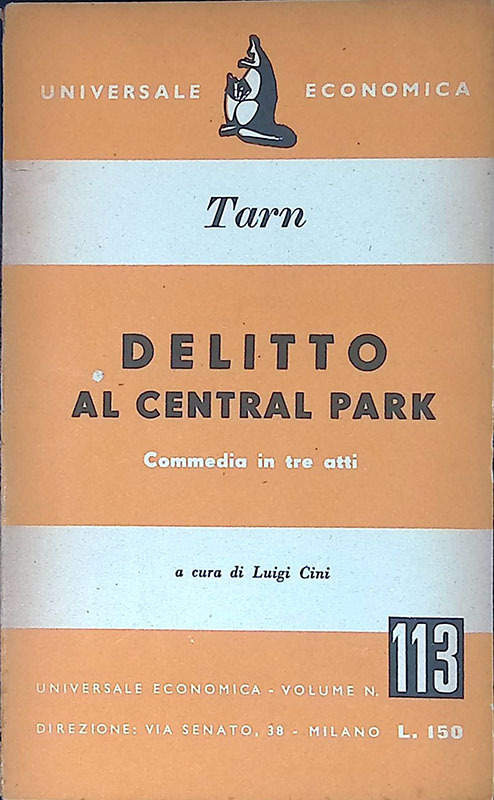 UNIVERSALE ECONOMICA
Tarn
DELITTO
AL CENTRAL PARK
Commedia in tre atti
a cura di Luigi Cini
113
UNIVERSALE ECONOMICA - VOLUME N.
DIREZIONE: VIA SENATO, 38 - MILANO L. 150